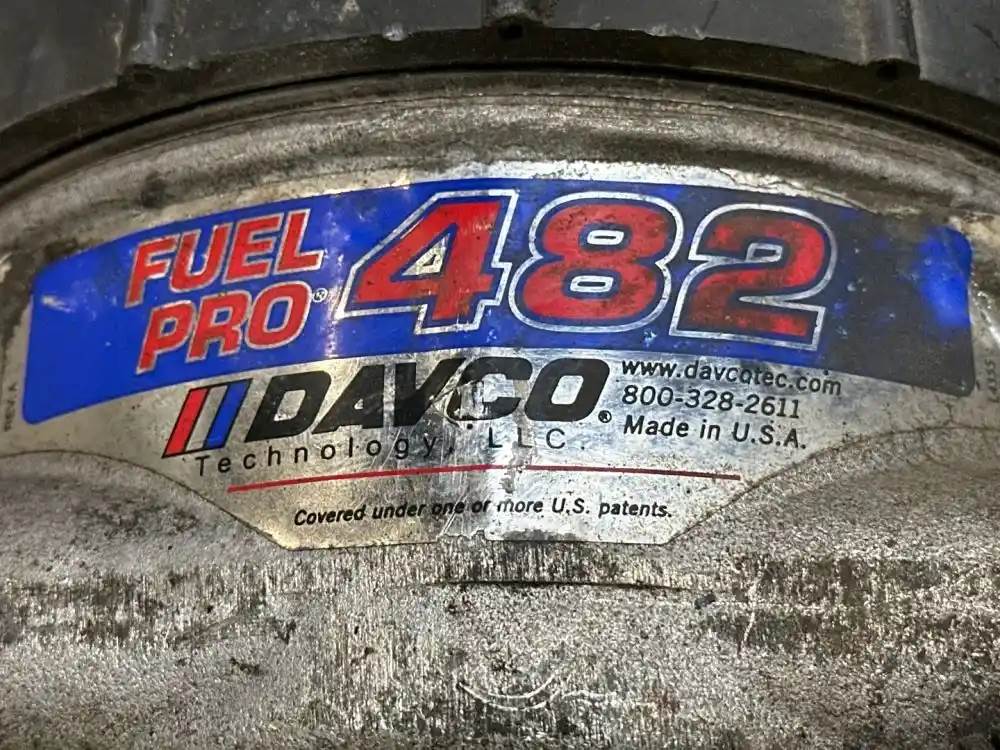 FUEL
PRO® 482
DAVCO®
Technology, LLC.
www.davcotec.com
800-328-2611
Made in U.S.A.
Covered under one or more U.S. patents.
REV. A